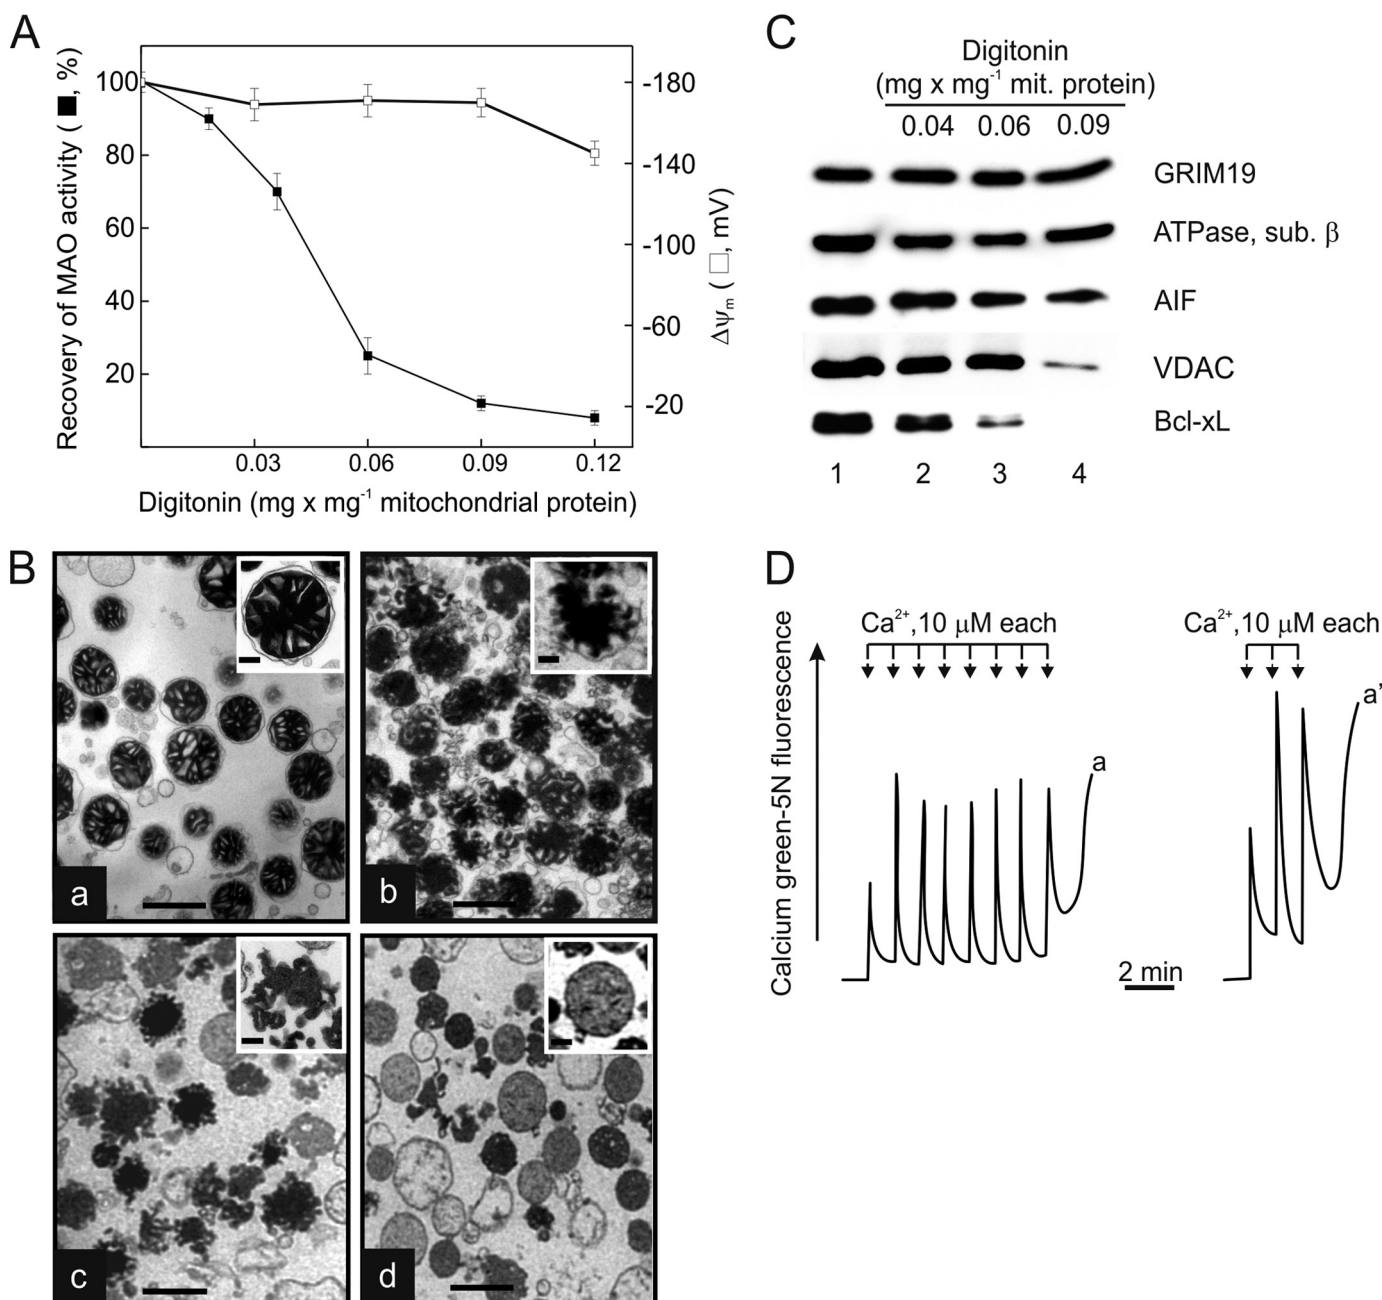 A
Recovery of MAO activity ( ■, %)
100
80
60
40
20
-180
-140
-100
-60
-20
Δψm ( □, mV)
0.03 0.06 0.09 0.12
Digitonin (mg x mg-1 mitochondrial protein)
C
Digitonin
(mg x mg-1 mit. protein)
0.04 0.06 0.09
GRIM19
ATPase, sub. β
AIF
VDAC
Bcl-xL
1 2 3 4
B
a
b
c
d
D
Calcium green-5N fluorescence
Ca2+,10 μM each
a
2 min
Ca2+,10 μM each
a'